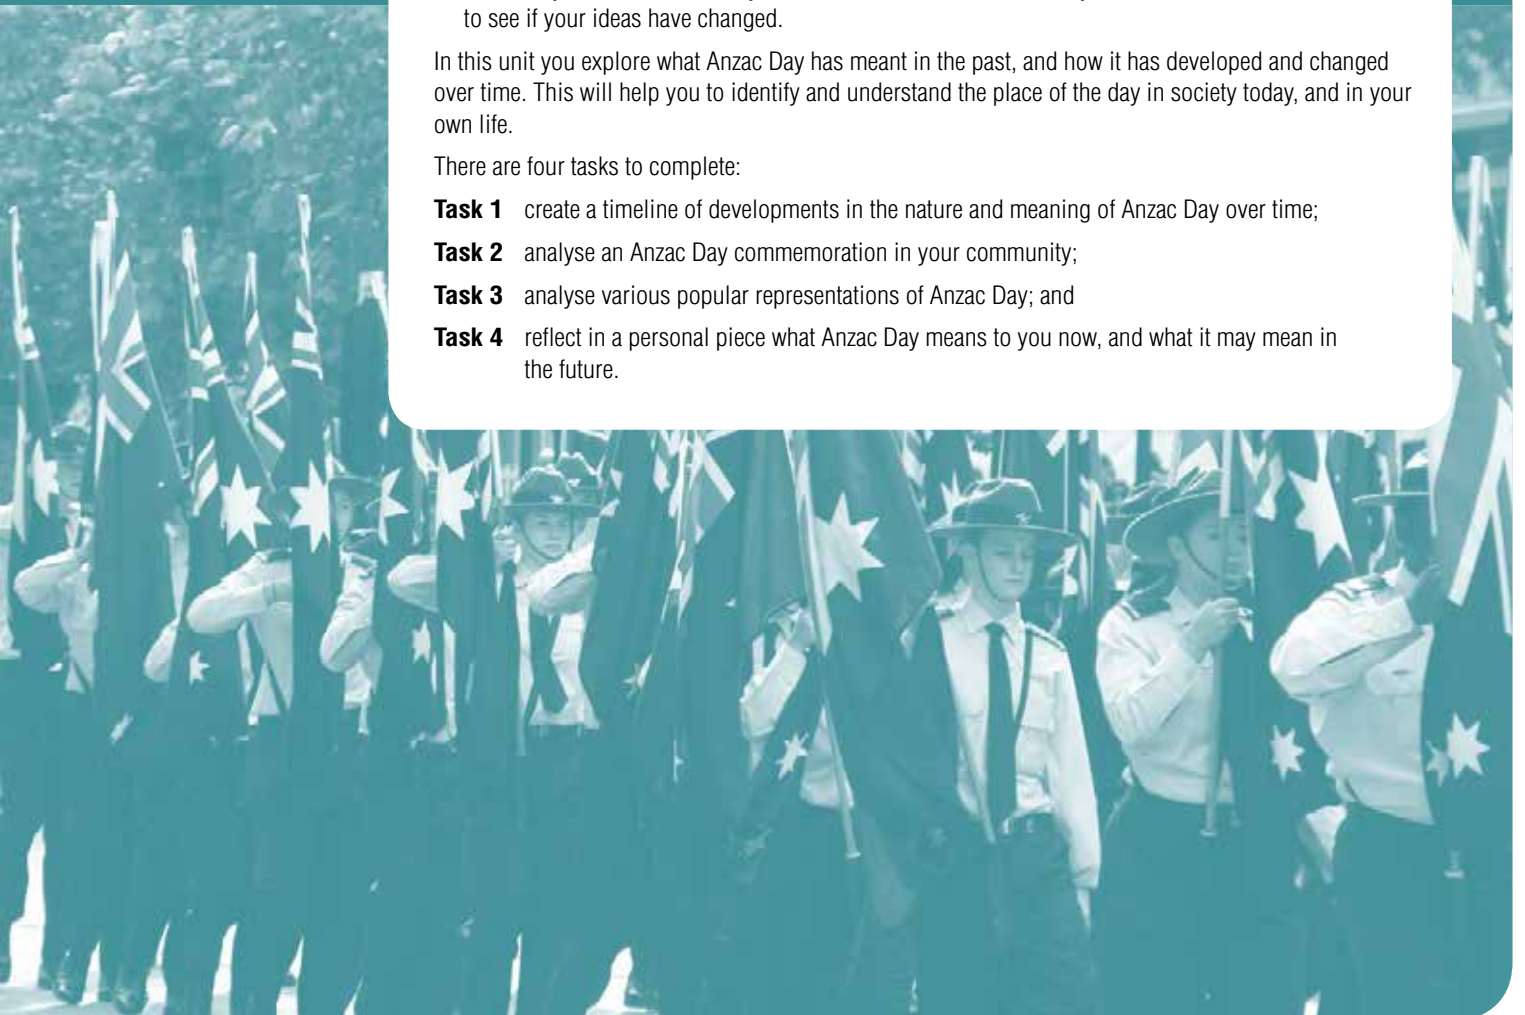 to see if your ideas have changed.
In this unit you explore what Anzac Day has meant in the past, and how it has developed and changed
over time. This will help you to identify and understand the place of the day in society today, and in your
own life.
There are four tasks to complete:
Task 1 create a timeline of developments in the nature and meaning of Anzac Day over time;
Task 2 analyse an Anzac Day commemoration in your community;
Task 3 analyse various popular representations of Anzac Day; and
Task 4 reflect in a personal piece what Anzac Day means to you now, and what it may mean in
the future.